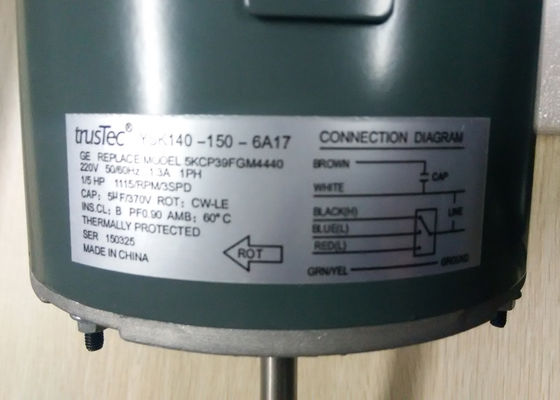 trusTec® YSK140-150-6A17
GE REPLACE MODEL 5KCP39FGM4440
220V 50/60Hz 1.3A 1PH
1/5 HP 1115/RPM/3SPD
CAP: 5μF/370V ROT: CW-LE
INS.CL: B PF0.90 AMB: 60°C
THERMALLY PROTECTED
SER 150325
MADE IN CHINA
ROT
CONNECTION DIAGRAM
BROWN
CAP
WHITE
BLACK(H)
LINE
BLUE(L)
RED(L)
GRN/YEL
GROUND